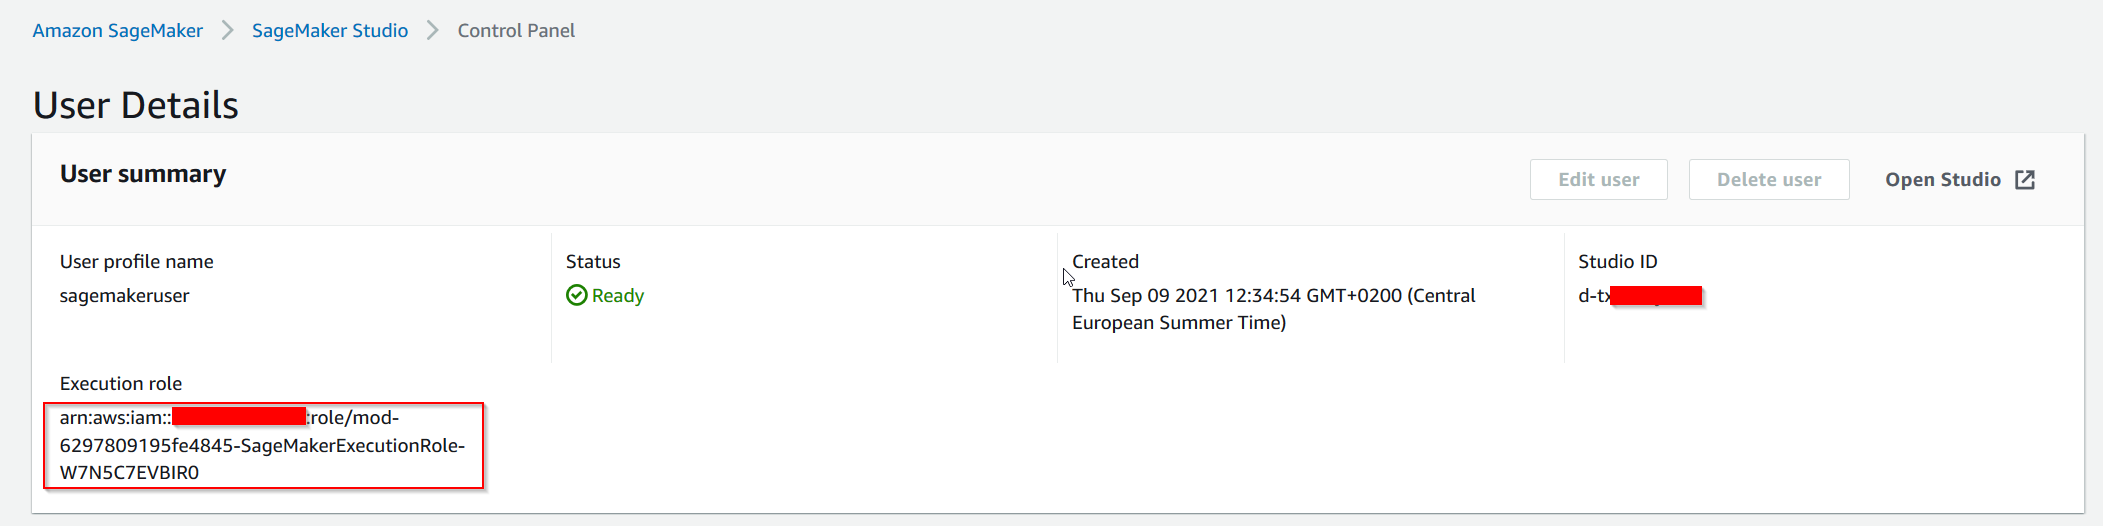 Amazon SageMaker > SageMaker Studio > Control Panel
User Details
User summary
Edit user
Delete user
Open Studio
User profile name
sagemakeruser
Status
Ready
Created
Thu Sep 09 2021 12:34:54 GMT+0200 (Central
European Summer Time)
Studio ID
d-tx
Execution role
arn:aws:iam:: :role/mod-
6297809195fe4845-SageMakerExecutionRole-
W7N5C7EVBIR0